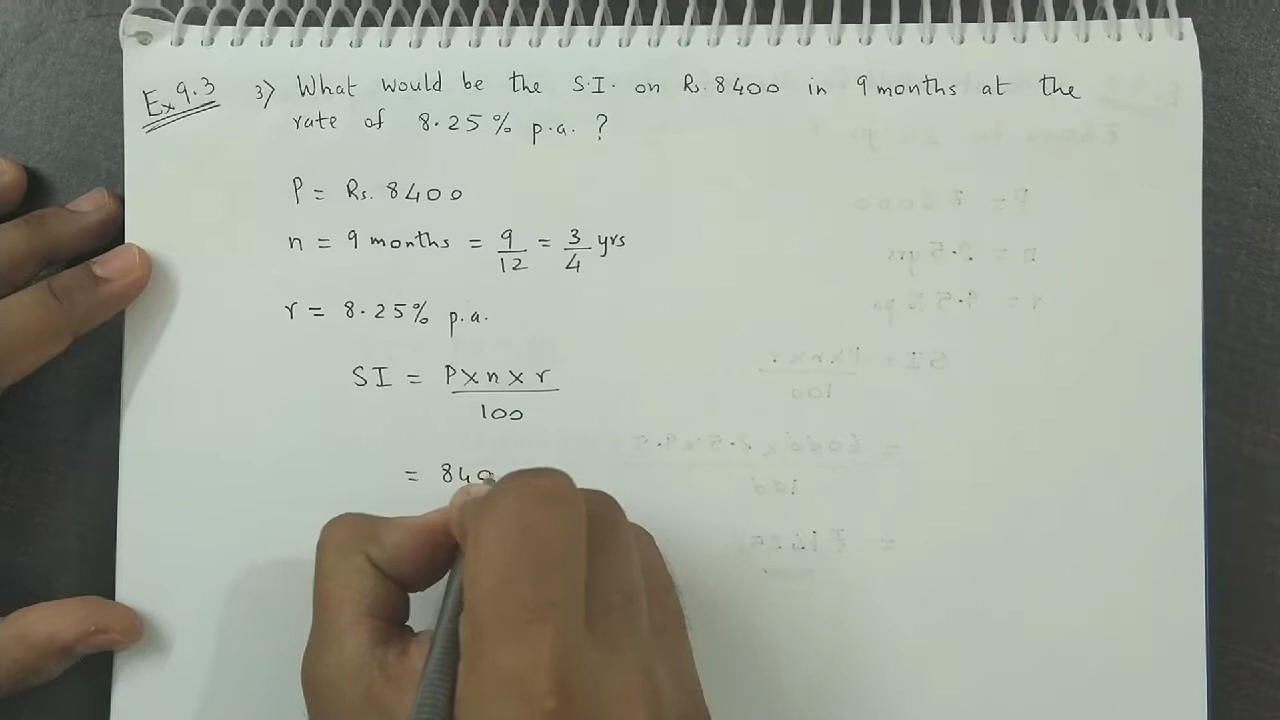 Ex 9.3 3) What would be the S.I. on Rs. 8400 in 9 months at the
rate of 8.25% p.a. ?
P = Rs. 8400
n = 9 months = 9/12 = 3/4 yrs
r = 8.25% p.a.
SI = P×n×r
100
= 840